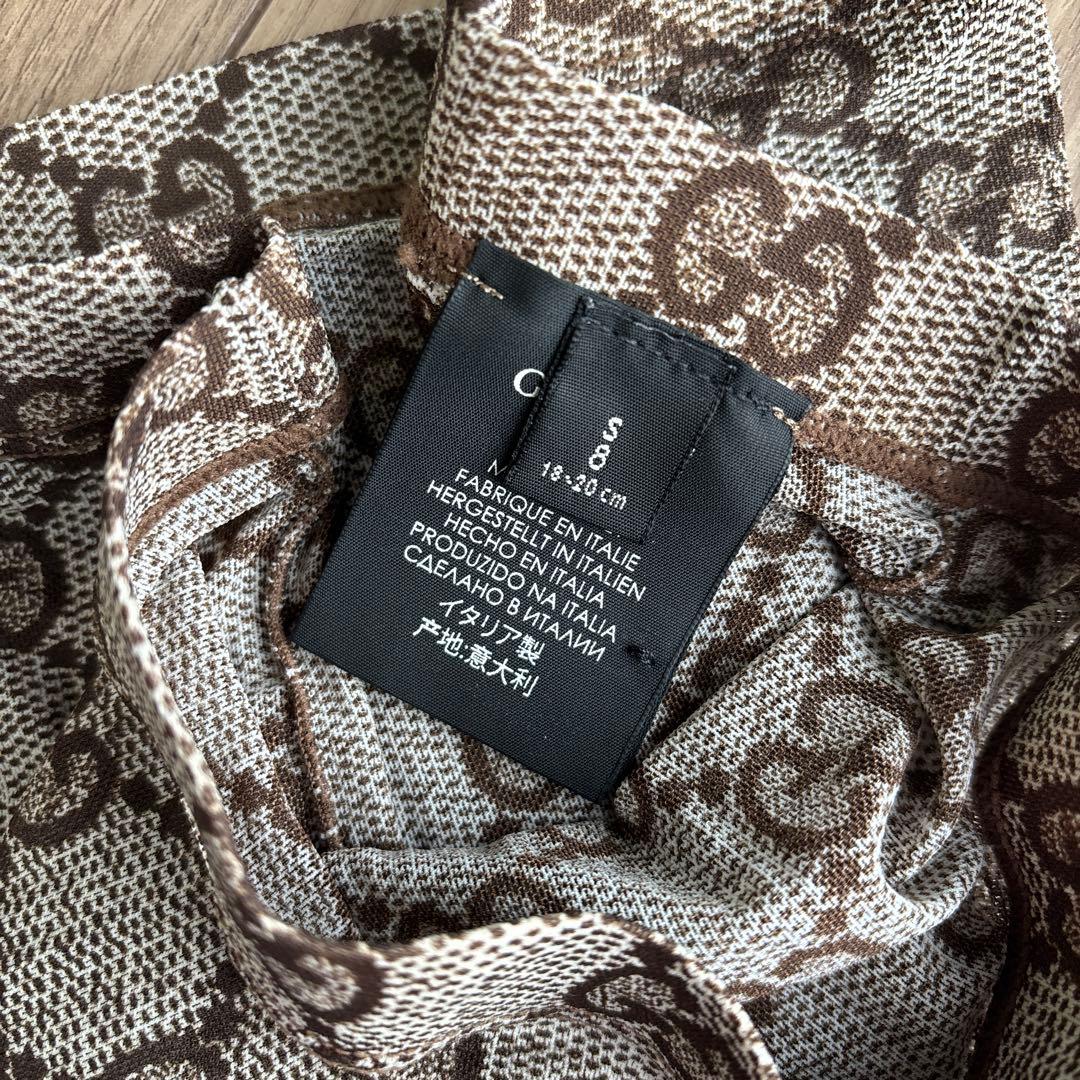 G
S
8
18-20 cm
FABRIQUE EN ITALIE
HERGESTELLT IN ITALIEN
HECHO EN ITALIA
PRODUZIDO NA ITALIA
СДЕЛАНО В ИТАЛИИ
イタリア製
产地:意大利